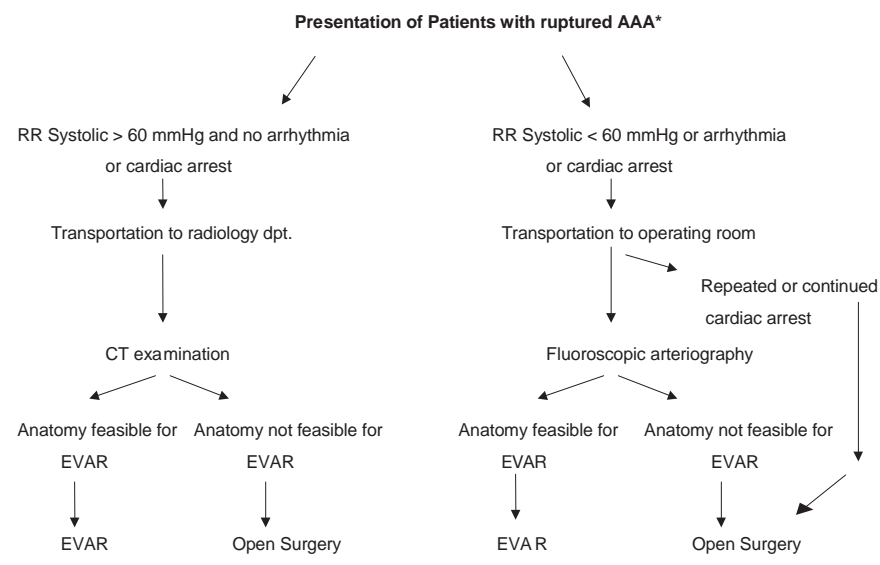 Presentation of Patients with ruptured AAA*
RR Systolic > 60 mmHg and no arrhythmia
or cardiac arrest
RR Systolic < 60 mmHg or arrhythmia
or cardiac arrest
Transportation to radiology dpt.
Transportation to operating room
Repeated or continued
cardiac arrest
CT examination
Fluoroscopic arteriography
Anatomy feasible for
EVAR
Anatomy not feasible for
EVAR
Anatomy feasible for
EVAR
Anatomy not feasible for
EVAR
EVAR
Open Surgery
EVAR
Open Surgery